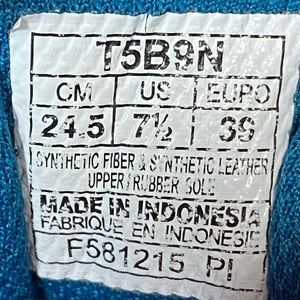 T5B9N
CM US EURO
24.5 7½ 39
SYNTHETIC FIBER & SYNTHETIC LEATHER
UPPER/RUBBER SOLE
MADE IN INDONESIA
FABRIQUE EN INDONESIE
F581215 PI